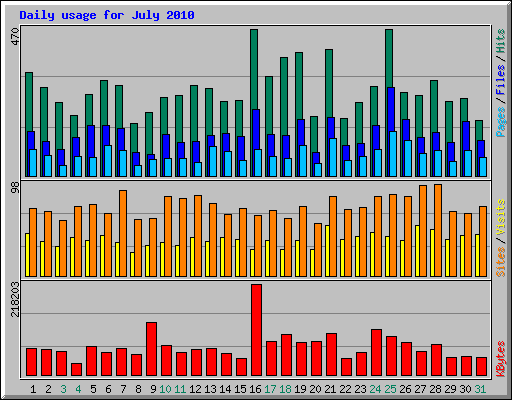 Daily usage for July 2010
470
Pages / Files / Hits
98
Sites / Visits
218203
KBytes
1 2 3 4 5 6 7 8 9 10 11 12 13 14 15 16 17 18 19 20 21 22 23 24 25 26 27 28 29 30 31